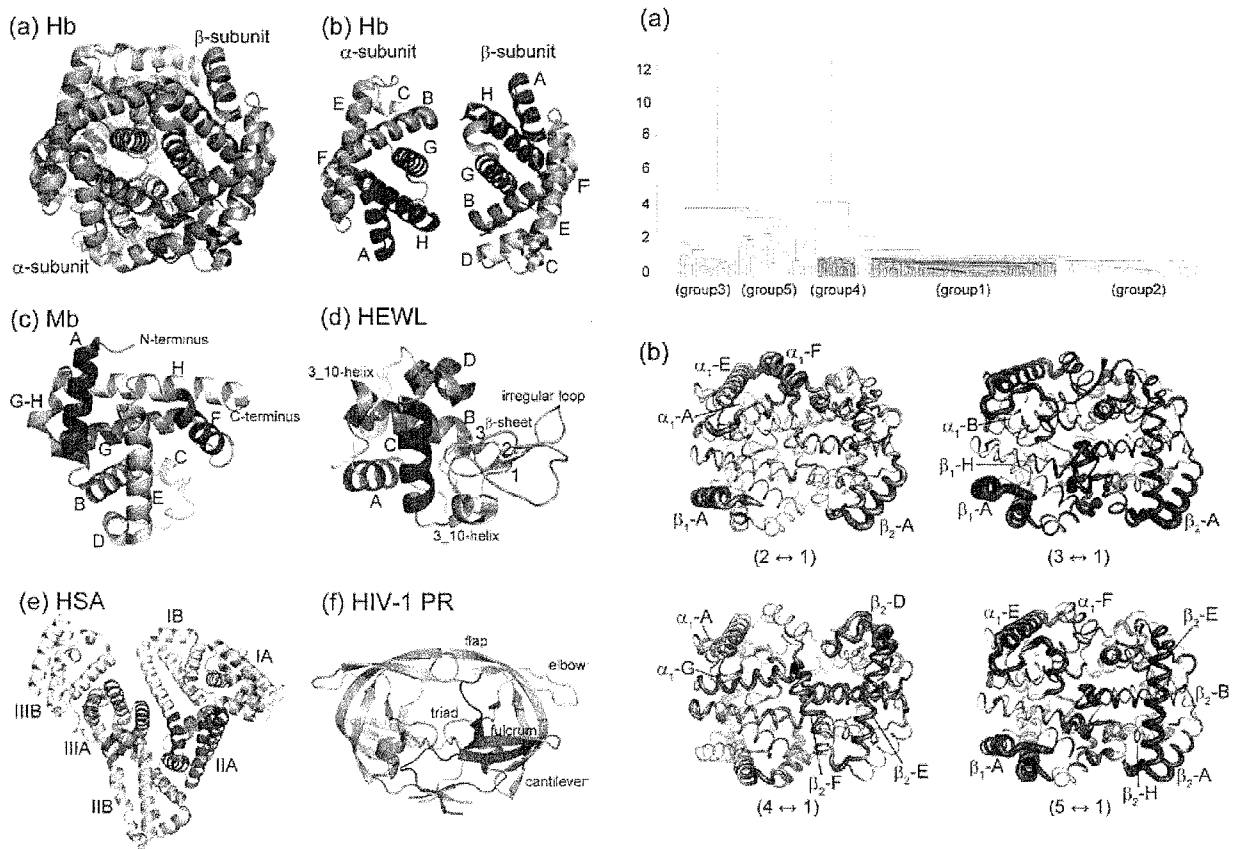 (a) Hb
β-subunit
α-subunit
(b) Hb
α-subunit
β-subunit
E
C
B
F
G
H
A
H
A
G
B
F
E
D
C
(c) Mb
A
N-terminus
H
G-H
F
C-terminus
G
C
B
E
D
(d) HEWL
D
3_10-helix
irregular loop
B
β-sheet
3
2
1
C
A
3_10-helix
(e) HSA
IB
IA
IIIB
IIIA
IIA
IIB
(f) HIV-1 PR
flap
elbow
triad
fulcrum
cantilever
(a)
12
10
8
6
4
2
0
(group3) (group5) (group4) (group1) (group2)
(b)
α₁-E
α₁-F
α₁-A
β₁-A
β₂-A
(2 ↔ 1)
α₁-B
β₁-H
β₁-A
β₂-A
(3 ↔ 1)
α₁-A
β₂-D
α₁-G
β₂-E
β₂-F
(4 ↔ 1)
α₁-E
α₁-F
β₂-E
β₂-B
β₁-A
β₂-A
β₂-H
(5 ↔ 1)